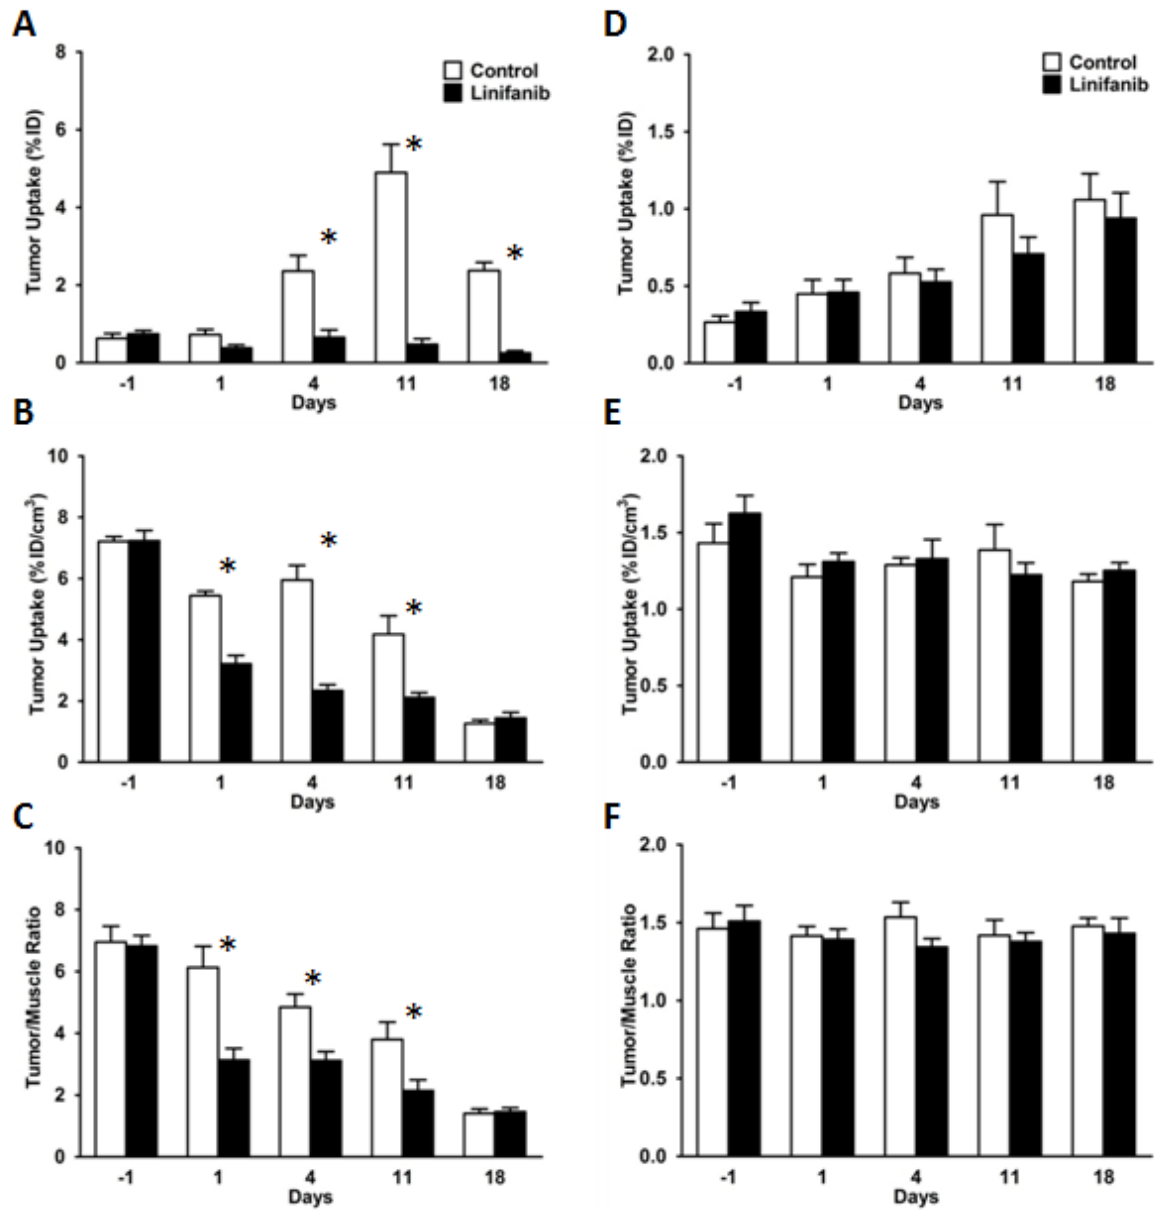 A
Tumor Uptake (%ID)
8
6
4
2
0
Control
Linifanib
*
*
*
-1 1 4 11 18
Days
B
Tumor Uptake (%ID/cm³)
10
8
6
4
2
0
*
*
*
-1 1 4 11 18
Days
C
Tumor/Muscle Ratio
10
8
6
4
2
0
*
*
*
-1 1 4 11 18
Days
D
Tumor Uptake (%ID)
2.0
1.5
1.0
0.5
0.0
Control
Linifanib
-1 1 4 11 18
Days
E
Tumor Uptake (%ID/cm³)
2.0
1.5
1.0
0.5
0.0
-1 1 4 11 18
Days
F
Tumor/Muscle Ratio
2.0
1.5
1.0
0.5
0.0
-1 1 4 11 18
Days